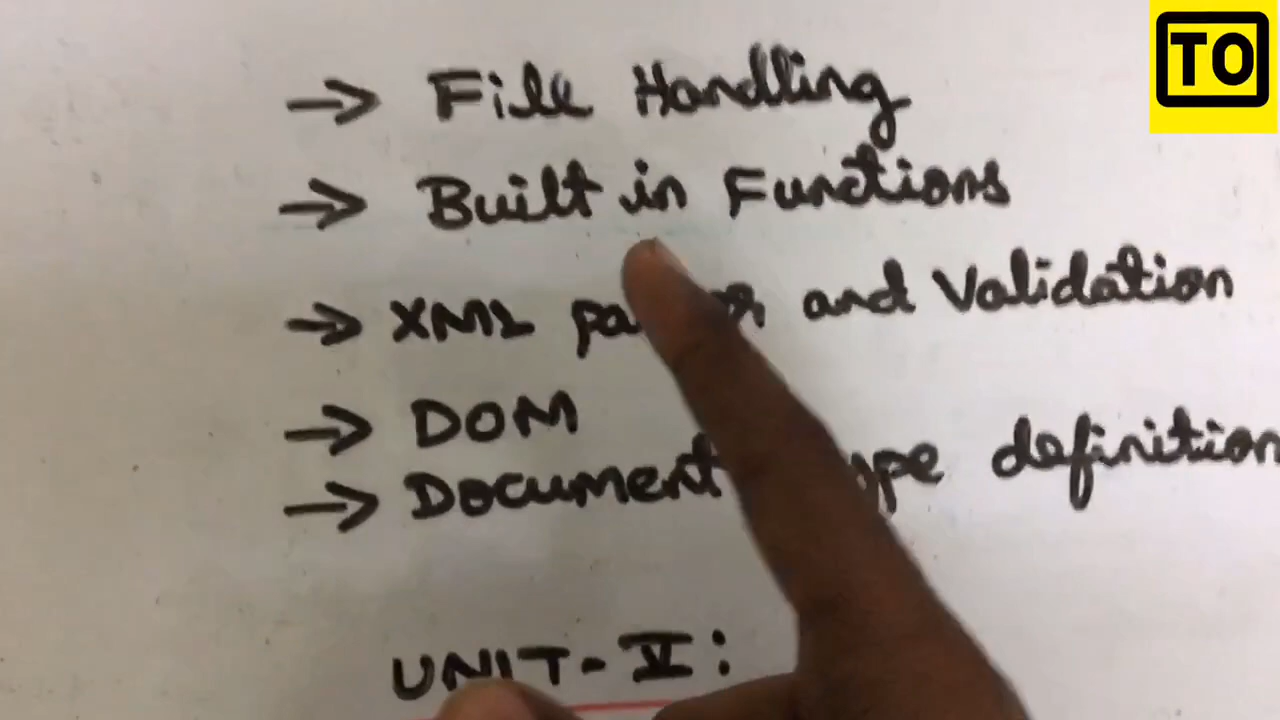 TO
→ File Handling
→ Built in Functions
→ XML and Validation
→ DOM
→ Document definition
UNIT-V: